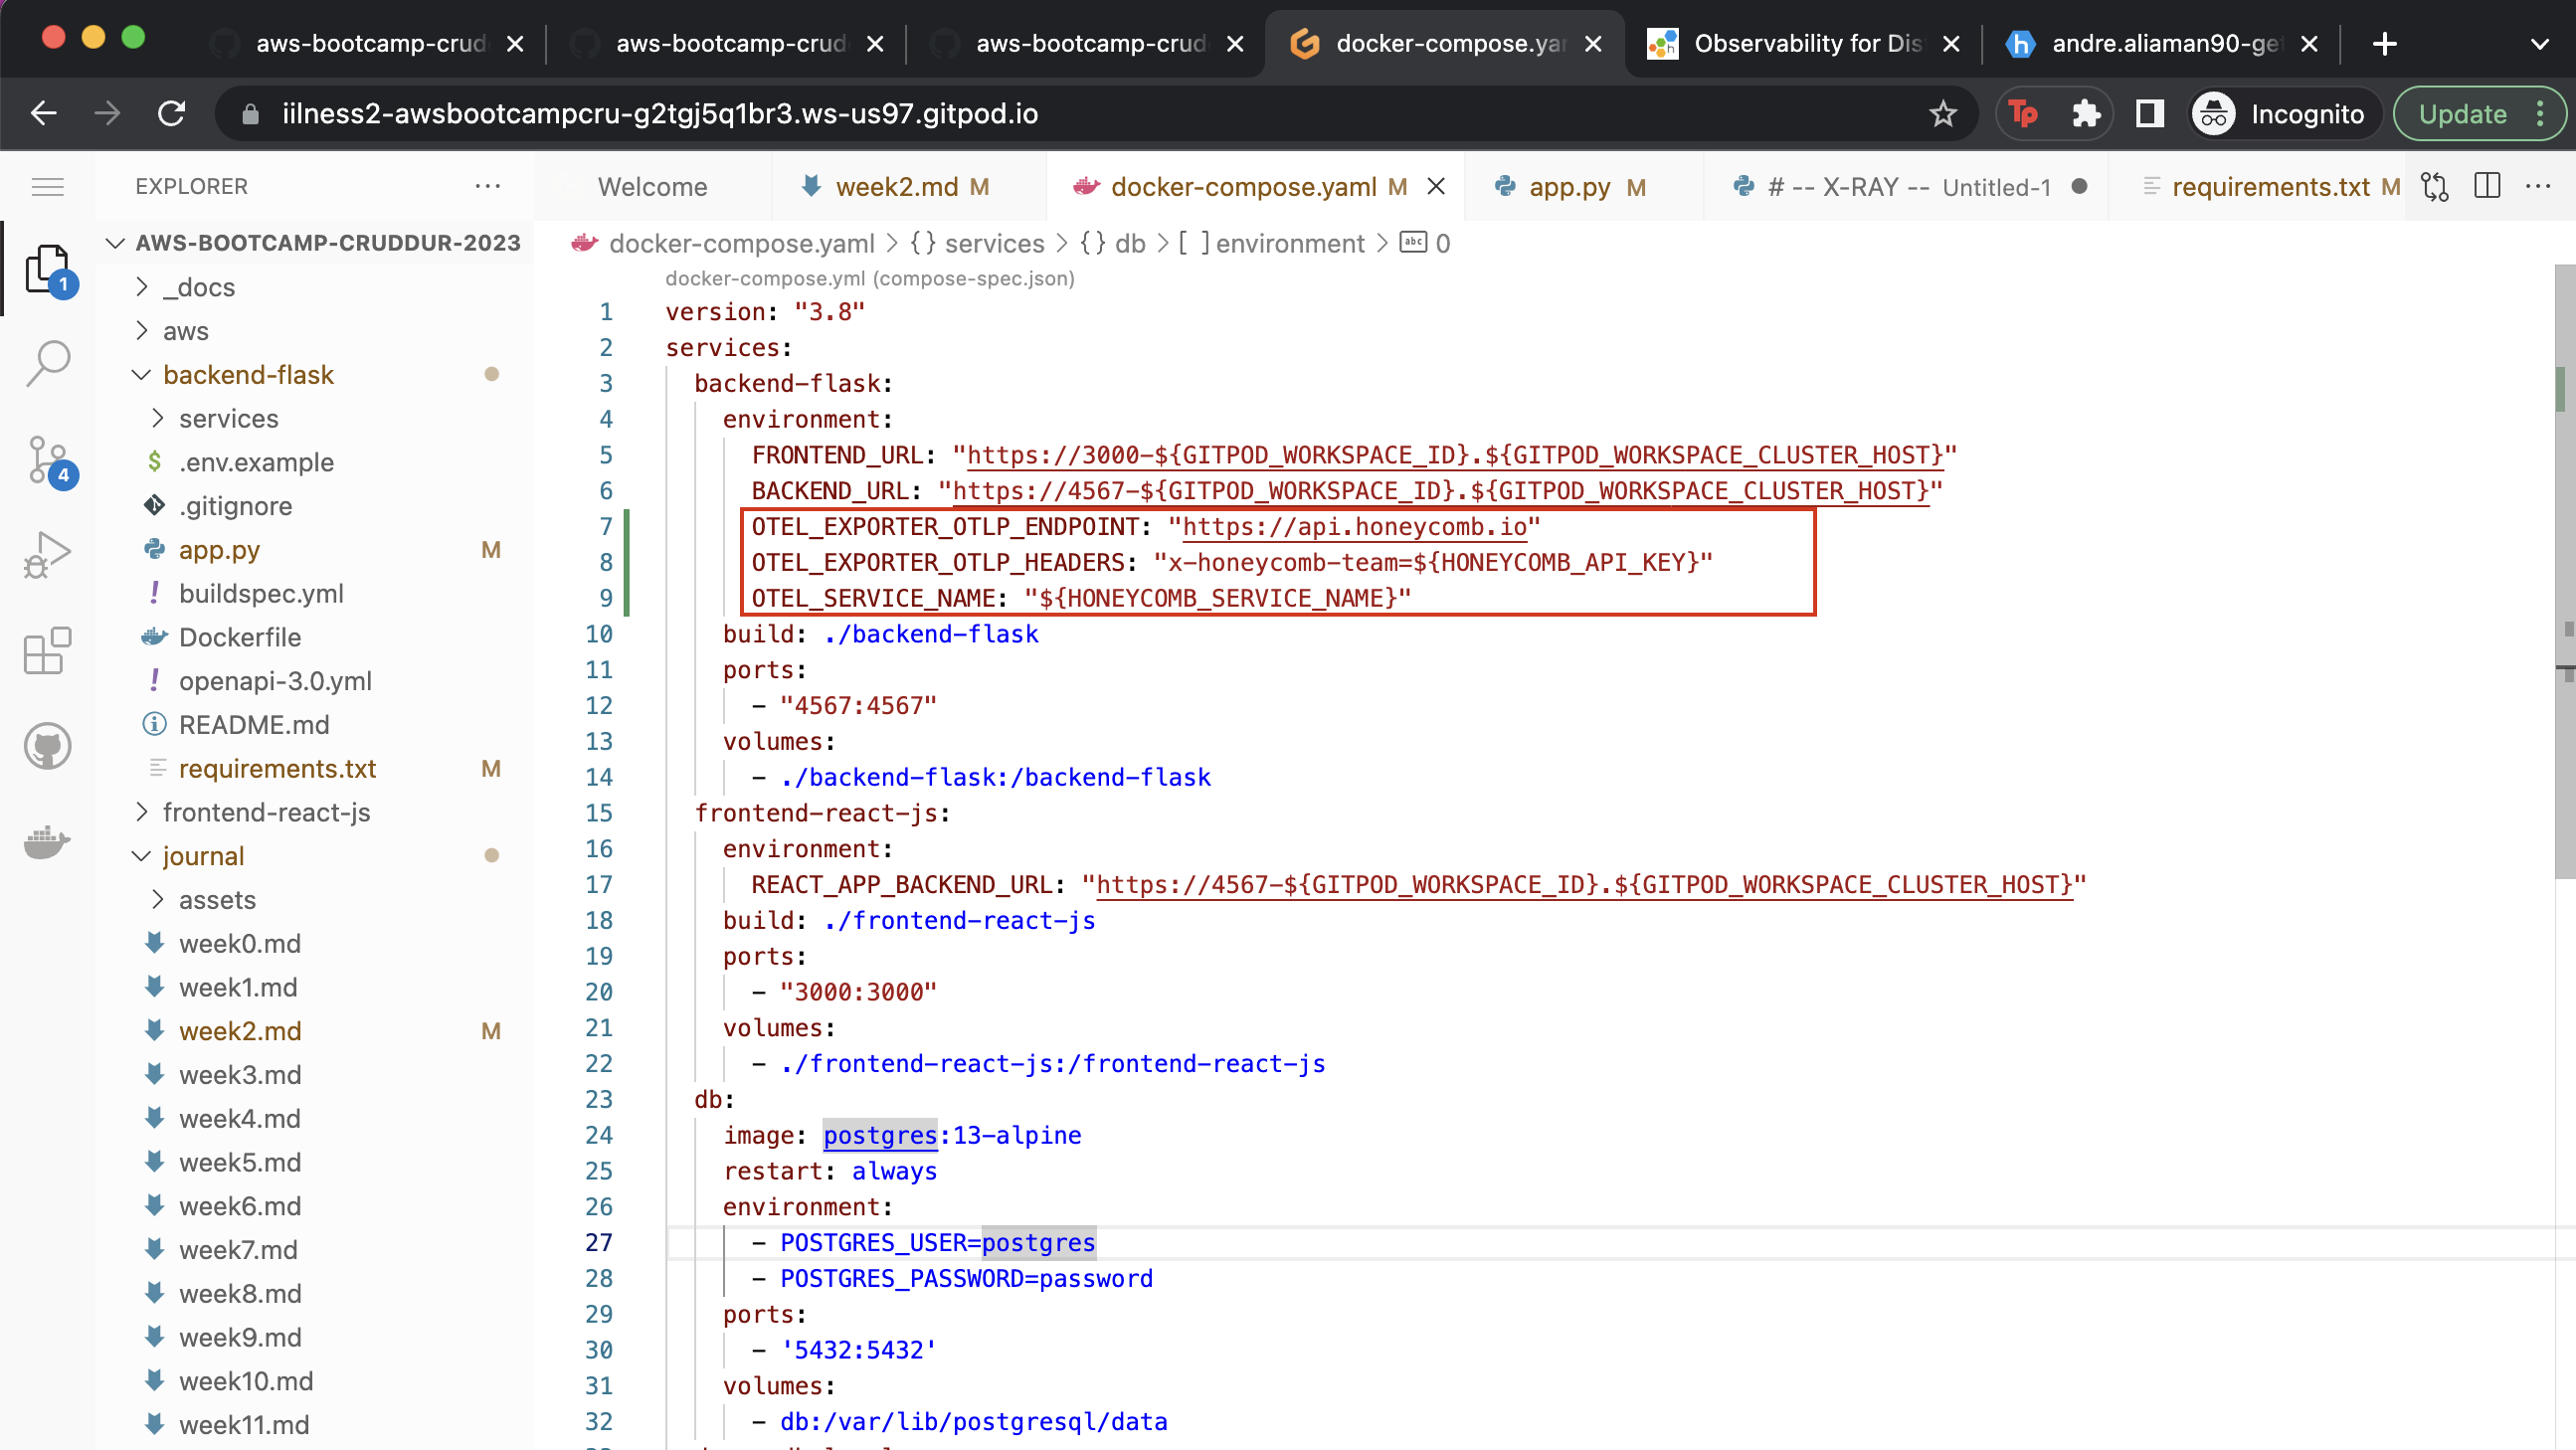 aws-bootcamp-crud
aws-bootcamp-crud
aws-bootcamp-crud
docker-compose.ya
Observability for Dis
andre.aliaman90-ge
iilness2-awsbootcampcru-g2tgj5q1br3.ws-us97.gitpod.io
Tp
Incognito
Update
EXPLORER
Welcome
week2.md M
docker-compose.yaml M
app.py M
# -- X-RAY -- Untitled-1
requirements.txt M
AWS-BOOTCAMP-CRUDDUR-2023
_docs
aws
backend-flask
services
.env.example
.gitignore
app.py M
buildspec.yml
Dockerfile
openapi-3.0.yml
README.md
requirements.txt M
frontend-react-js
journal
assets
week0.md
week1.md
week2.md M
week3.md
week4.md
week5.md
week6.md
week7.md
week8.md
week9.md
week10.md
week11.md
1
4
docker-compose.yaml > {} services > {} db > [ ] environment > abc 0
docker-compose.yml (compose-spec.json)
1 version: "3.8"
2 services:
3 backend-flask:
4 environment:
5 FRONTEND_URL: "https://3000-${GITPOD_WORKSPACE_ID}.${GITPOD_WORKSPACE_CLUSTER_HOST}"
6 BACKEND_URL: "https://4567-${GITPOD_WORKSPACE_ID}.${GITPOD_WORKSPACE_CLUSTER_HOST}"
7 OTEL_EXPORTER_OTLP_ENDPOINT: "https://api.honeycomb.io"
8 OTEL_EXPORTER_OTLP_HEADERS: "x-honeycomb-team=${HONEYCOMB_API_KEY}"
9 OTEL_SERVICE_NAME: "${HONEYCOMB_SERVICE_NAME}"
10 build: ./backend-flask
11 ports:
12 - "4567:4567"
13 volumes:
14 - ./backend-flask:/backend-flask
15 frontend-react-js:
16 environment:
17 REACT_APP_BACKEND_URL: "https://4567-${GITPOD_WORKSPACE_ID}.${GITPOD_WORKSPACE_CLUSTER_HOST}"
18 build: ./frontend-react-js
19 ports:
20 - "3000:3000"
21 volumes:
22 - ./frontend-react-js:/frontend-react-js
23 db:
24 image: postgres:13-alpine
25 restart: always
26 environment:
27 - POSTGRES_USER=postgres
28 - POSTGRES_PASSWORD=password
29 ports:
30 - '5432:5432'
31 volumes:
32 - db:/var/lib/postgresql/data